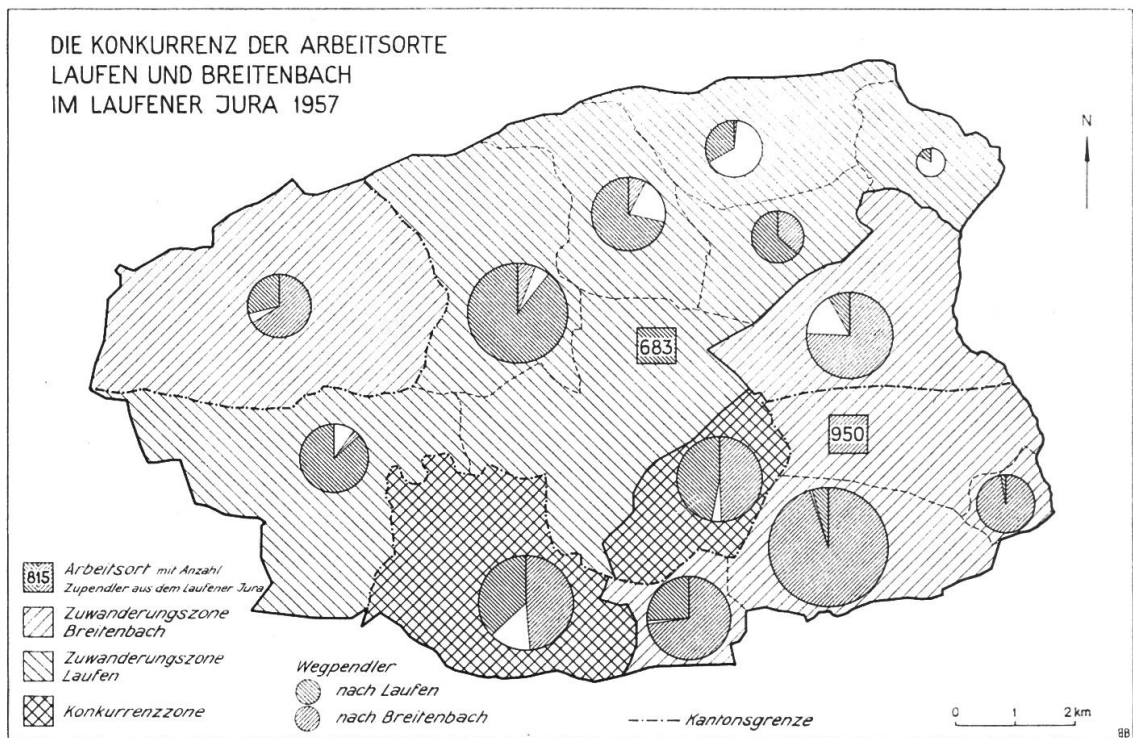 DIE KONKURRENZ DER ARBEITSORTE
LAUFEN UND BREITENBACH
IM LAUFENER JURA 1957
N
683
950
815 Arbeitsort mit Anzahl
Zupendler aus dem Laufener Jura
Zuwanderungszone
Breitenbach
Zuwanderungszone
Laufen
Konkurrenzzone
Wegpendler
nach Laufen
nach Breitenbach
Kantonsgrenze
0 1 2 km
BB